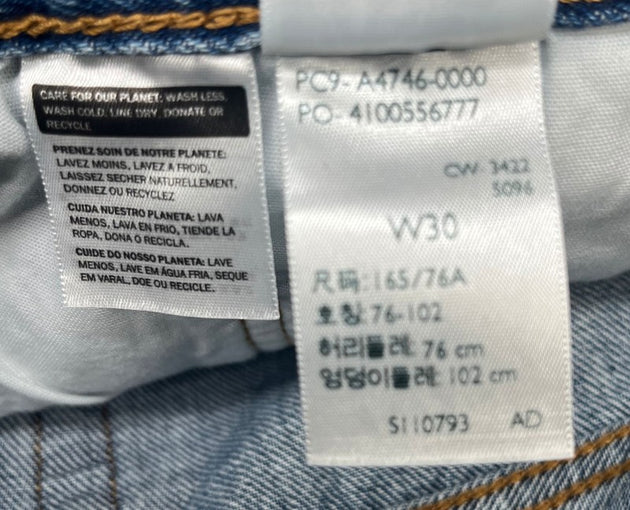 CARE FOR OUR PLANET: WASH LESS,
WASH COLD, LINE DRY, DONATE OR
RECYCLE
PRENEZ SOIN DE NOTRE PLANETE:
LAVEZ MOINS, LAVEZ A FROID,
LAISSEZ SECHER NATURELLEMENT,
DONNEZ OU RECYCLEZ
CUIDA NUESTRO PLANETA: LAVA
MENOS, LAVA EN FRIO, TIENDE LA
ROPA, DONA O RECICLA.
CUIDE DO NOSSO PLANETA: LAVE
MENOS, LAVE EM ÁGUA FRIA, SEQUE
EM VARAL, DOE OU RECICLE.
PC9- A4746-0000
PO- 4100556777
CW- 3422
5096
W30
尺码:165/76A
호칭:76-102
허리둘레: 76 cm
엉덩이둘레: 102 cm
S110793 AD